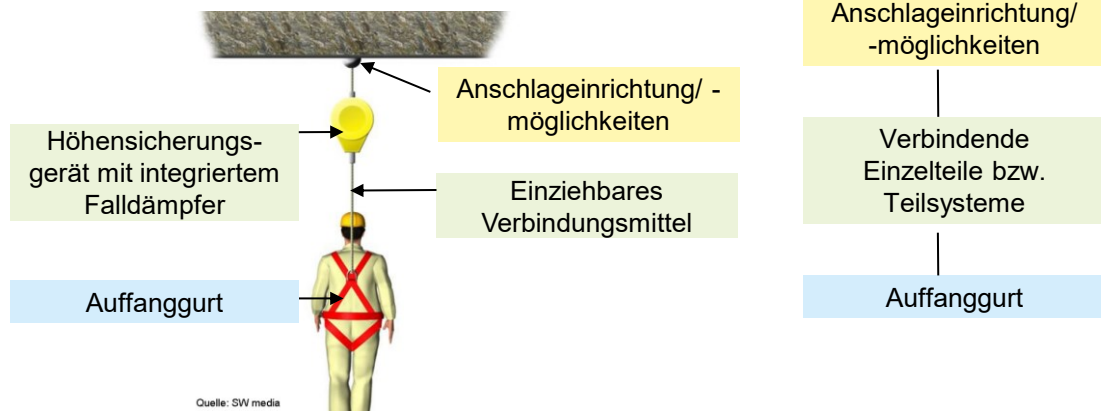 Anschlageinrichtung/ -
möglichkeiten
Höhensicherungs-
gerät mit integriertem
Falldämpfer
Einziehbares
Verbindungsmittel
Auffanggurt
Quelle: SW media
Anschlageinrichtung/
-möglichkeiten
Verbindende
Einzelteile bzw.
Teilsysteme
Auffanggurt